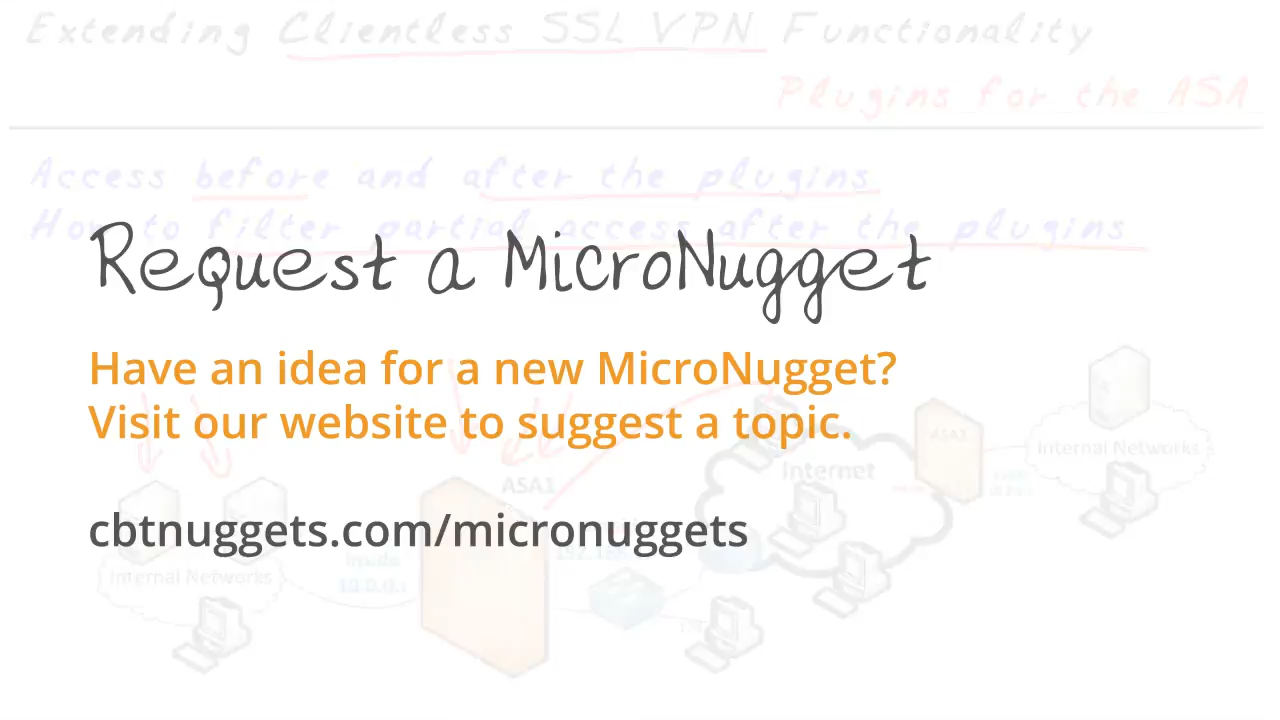 Extending Clientless SSL VPN Functionality
Plugins for the ASA
Access before and after the plugins
How to filter partial access after the plugins
Request a MicroNugget
Have an idea for a new MicroNugget?
Visit our website to suggest a topic.
ASA1
Internet
Internal Networks
ASA1
cbtnuggets.com/micronuggets
Internal Networks
Inside